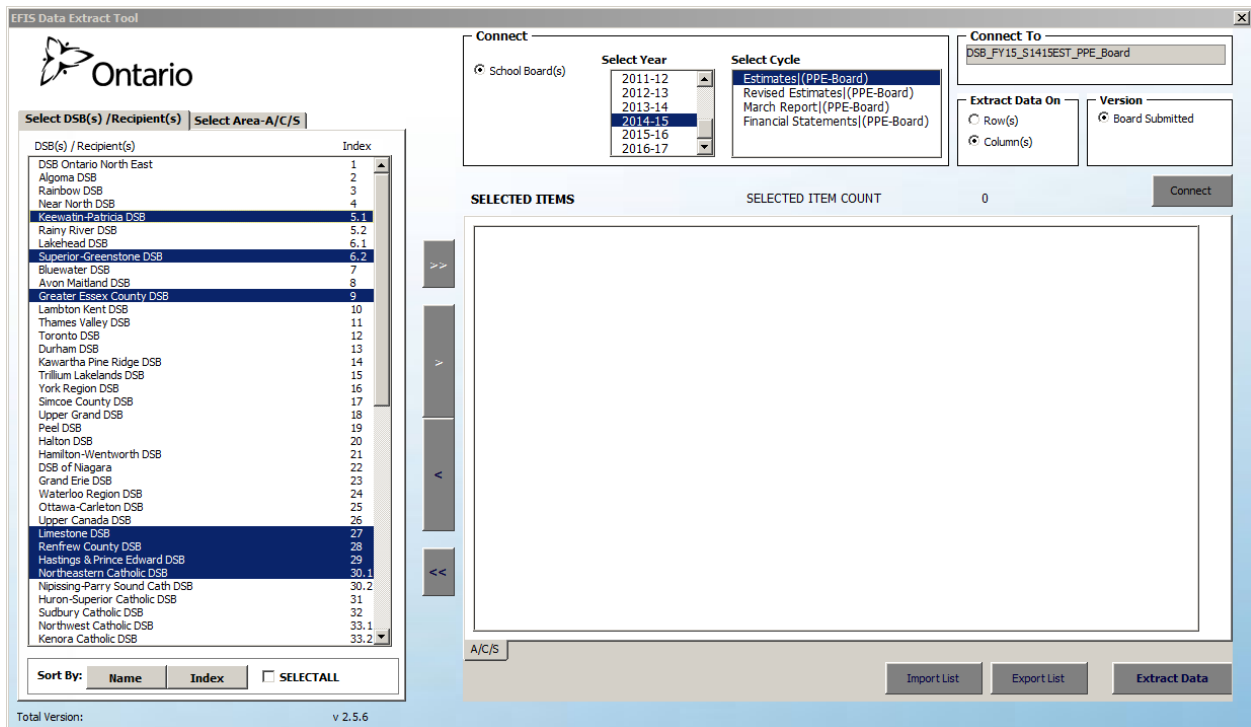 EFIS Data Extract Tool
Ontario
Connect
School Board(s)
Select Year
2011-12
2012-13
2013-14
2014-15
2015-16
2016-17
Select Cycle
Estimates|(PPE-Board)
Revised Estimates|(PPE-Board)
March Report|(PPE-Board)
Financial Statements|(PPE-Board)
Connect To
DSB_FY15_S1415EST_PPE_Board
Extract Data On
Row(s)
Column(s)
Version
Board Submitted
Connect
Select DSB(s) /Recipient(s) Select Area-A/C/S
DSB(s) / Recipient(s) Index
DSB Ontario North East 1
Algoma DSB 2
Rainbow DSB 3
Near North DSB 4
Keewatin-Patricia DSB 5.1
Rainy River DSB 5.2
Lakehead DSB 6.1
Superior-Greenstone DSB 6.2
Bluewater DSB 7
Avon Maitland DSB 8
Greater Essex County DSB 9
Lambton Kent DSB 10
Thames Valley DSB 11
Toronto DSB 12
Durham DSB 13
Kawartha Pine Ridge DSB 14
Trillium Lakelands DSB 15
York Region DSB 16
Simcoe County DSB 17
Upper Grand DSB 18
Peel DSB 19
Halton DSB 20
Hamilton-Wentworth DSB 21
DSB of Niagara 22
Grand Erie DSB 23
Waterloo Region DSB 24
Ottawa-Carleton DSB 25
Upper Canada DSB 26
Limestone DSB 27
Renfrew County DSB 28
Hastings & Prince Edward DSB 29
Northeastern Catholic DSB 30.1
Nipissing-Parry Sound Cath DSB 30.2
Huron-Superior Catholic DSB 31
Sudbury Catholic DSB 32
Northwest Catholic DSB 33.1
Kenora Catholic DSB 33.2
Sort By: Name Index SELECTALL
Total Version: v 2.5.6
>>
>
<
<<
SELECTED ITEMS SELECTED ITEM COUNT 0
A/C/S
Import List Export List Extract Data